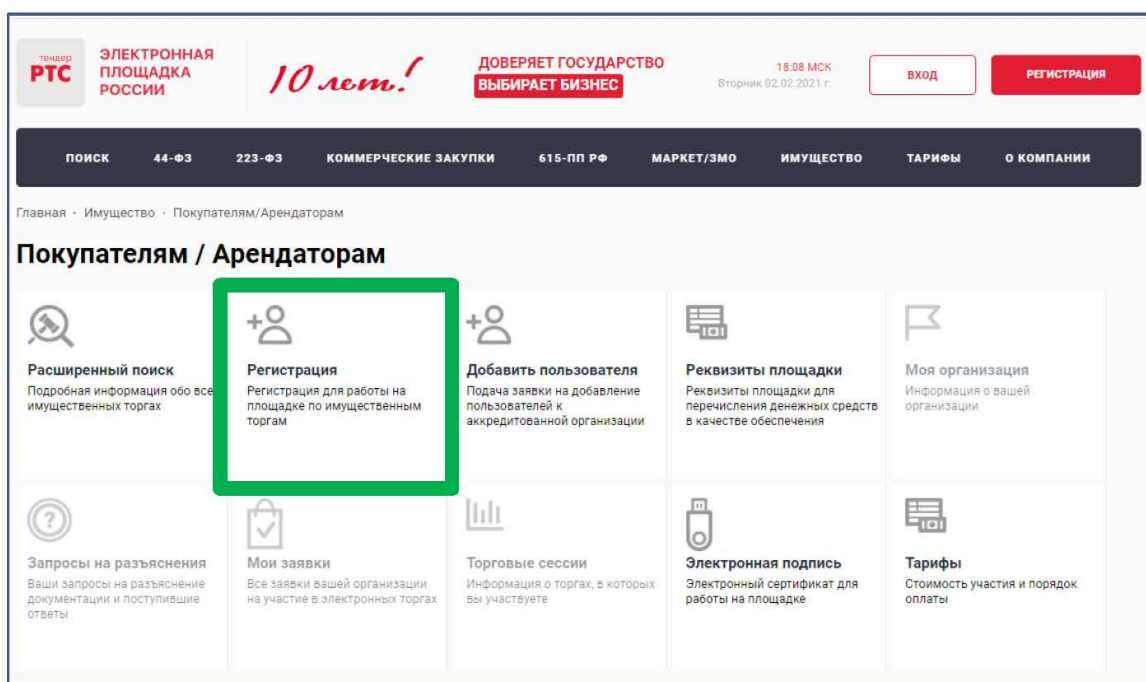 тендер
РТС
ЭЛЕКТРОННАЯ
ПЛОЩАДКА
РОССИИ
10 лет!
ДОВЕРЯЕТ ГОСУДАРСТВО
ВЫБИРАЕТ БИЗНЕС
18:08 МСК
Вторник 02.02.2021 г.
ВХОД
РЕГИСТРАЦИЯ
ПОИСК 44-ФЗ 223-ФЗ КОММЕРЧЕСКИЕ ЗАКУПКИ 615-ПП РФ МАРКЕТ/ЗМО ИМУЩЕСТВО ТАРИФЫ О КОМПАНИИ
Главная · Имущество · Покупателям/Арендаторам
Покупателям / Арендаторам
Расширенный поиск
Подробная информация обо все
имущественных торгах
Регистрация
Регистрация для работы на
площадке по имущественным
торгам
Добавить пользователя
Подача заявки на добавление
пользователей к
аккредитованной организации
Реквизиты площадки
Реквизиты площадки для
перечисления денежных средств
в качестве обеспечения
Моя организация
Информация о вашей
организации
Запросы на разъяснения
Ваши запросы на разъяснение
документации и поступившие
ответы
Мои заявки
Все заявки вашей организации
на участие в электронных торгах
Торговые сессии
Информация о торгах, в которых
вы участвуете
Электронная подпись
Электронный сертификат для
работы на площадке
Тарифы
Стоимость участия и порядок
оплаты